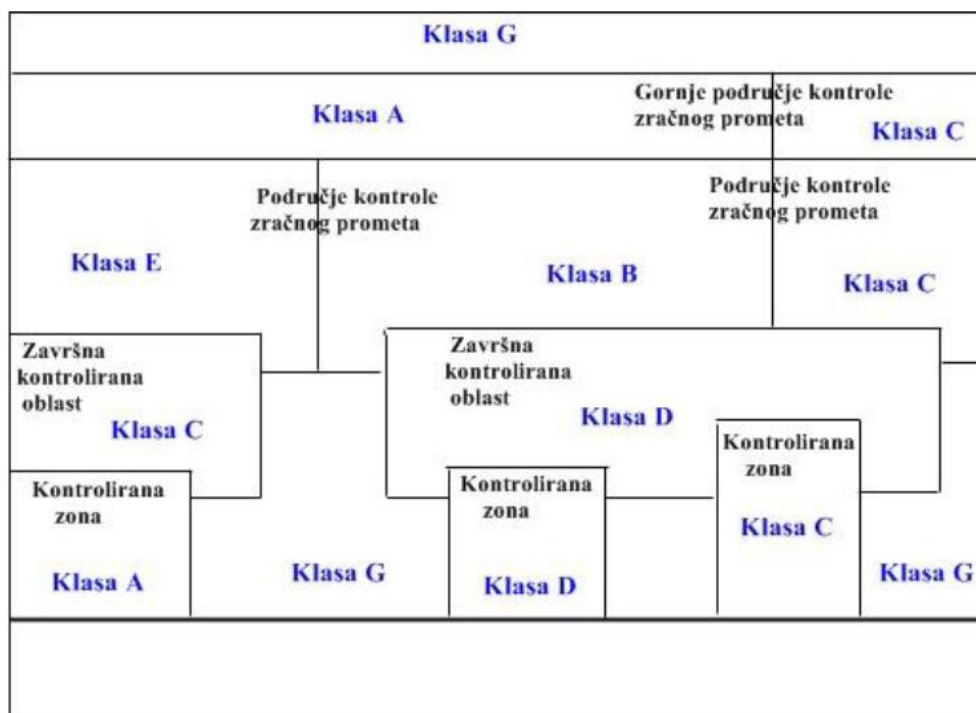 Klasa G
Klasa A
Gornje područje kontrole
zračnog prometa
Klasa C
Područje kontrole
zračnog prometa
Područje kontrole
zračnog prometa
Klasa E
Klasa B
Klasa C
Završna
kontrolirana
oblast
Klasa C
Završna
kontrolirana
oblast
Klasa D
Kontrolirana
zona
Klasa A
Klasa G
Kontrolirana
zona
Klasa D
Kontrolirana
zona
Klasa C
Klasa G